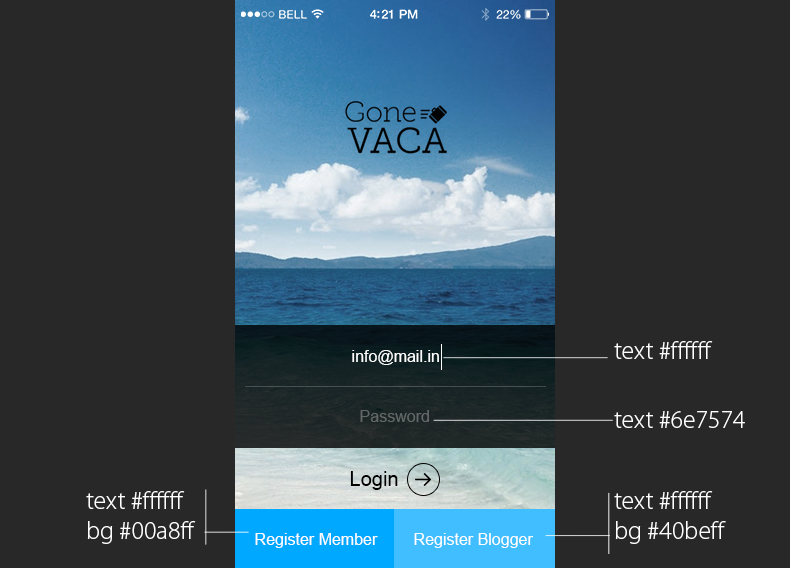 BELL 4:21 PM 22%
Gone
VACA
info@mail.in
text #ffffff
Password
text #6e7574
Login
text #ffffff
bg #00a8ff
Register Member
Register Blogger
text #ffffff
bg #40beff